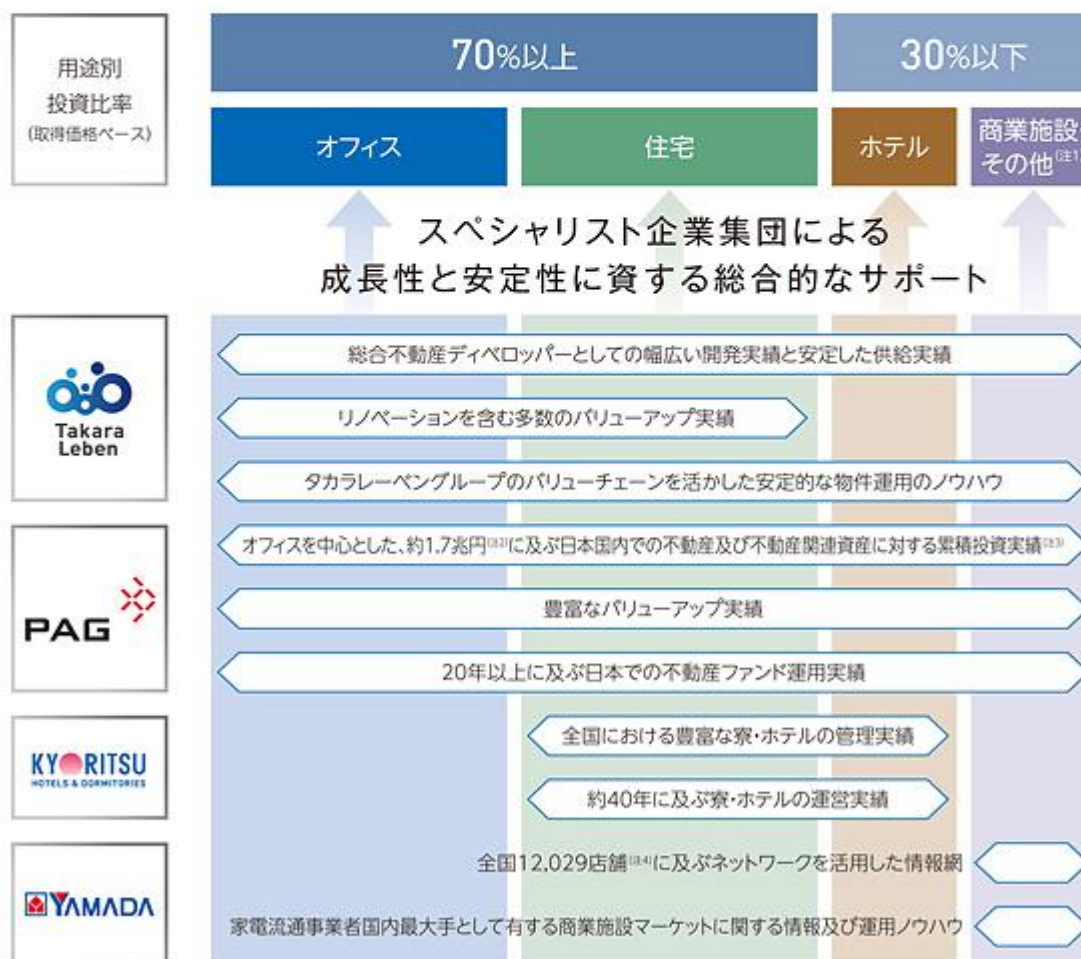 用途別
投資比率
(取得価格ベース)
70%以上
30%以下
オフィス
住宅
ホテル
商業施設
その他(注1)
スペシャリスト企業集団による
成長性と安定性に資する総合的なサポート
Takara
Leben
総合不動産ディベロッパーとしての幅広い開発実績と安定した供給実績
リノベーションを含む多数のバリューアップ実績
タカラレーベングループのバリューチェーンを活かした安定的な物件運用のノウハウ
PAG
オフィスを中心とした、約1.7兆円(注2)に及ぶ日本国内での不動産及び不動産関連資産に対する累積投資実績(注3)
豊富なバリューアップ実績
20年以上に及ぶ日本での不動産ファンド運用実績
KYORITSU
HOTELS & DORMITORIES
全国における豊富な寮・ホテルの管理実績
約40年に及ぶ寮・ホテルの運営実績
YAMADA
全国12,029店舗(注4)に及ぶネットワークを活用した情報網
家電流通事業者国内最大手として有する商業施設マーケットに関する情報及び運用ノウハウ